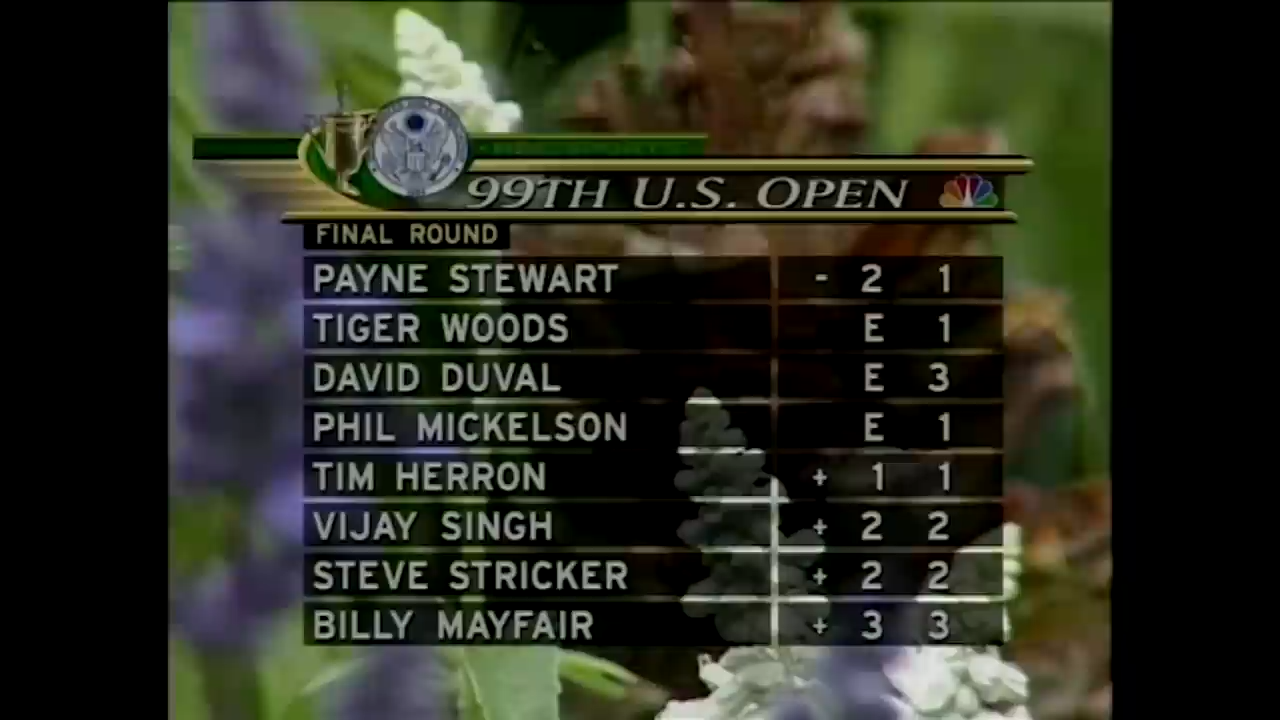 99TH U.S. OPEN
FINAL ROUND
PAYNE STEWART - 2 1
TIGER WOODS E 1
DAVID DUVAL E 3
PHIL MICKELSON E 1
TIM HERRON + 1 1
VIJAY SINGH + 2 2
STEVE STRICKER + 2 2
BILLY MAYFAIR + 3 3